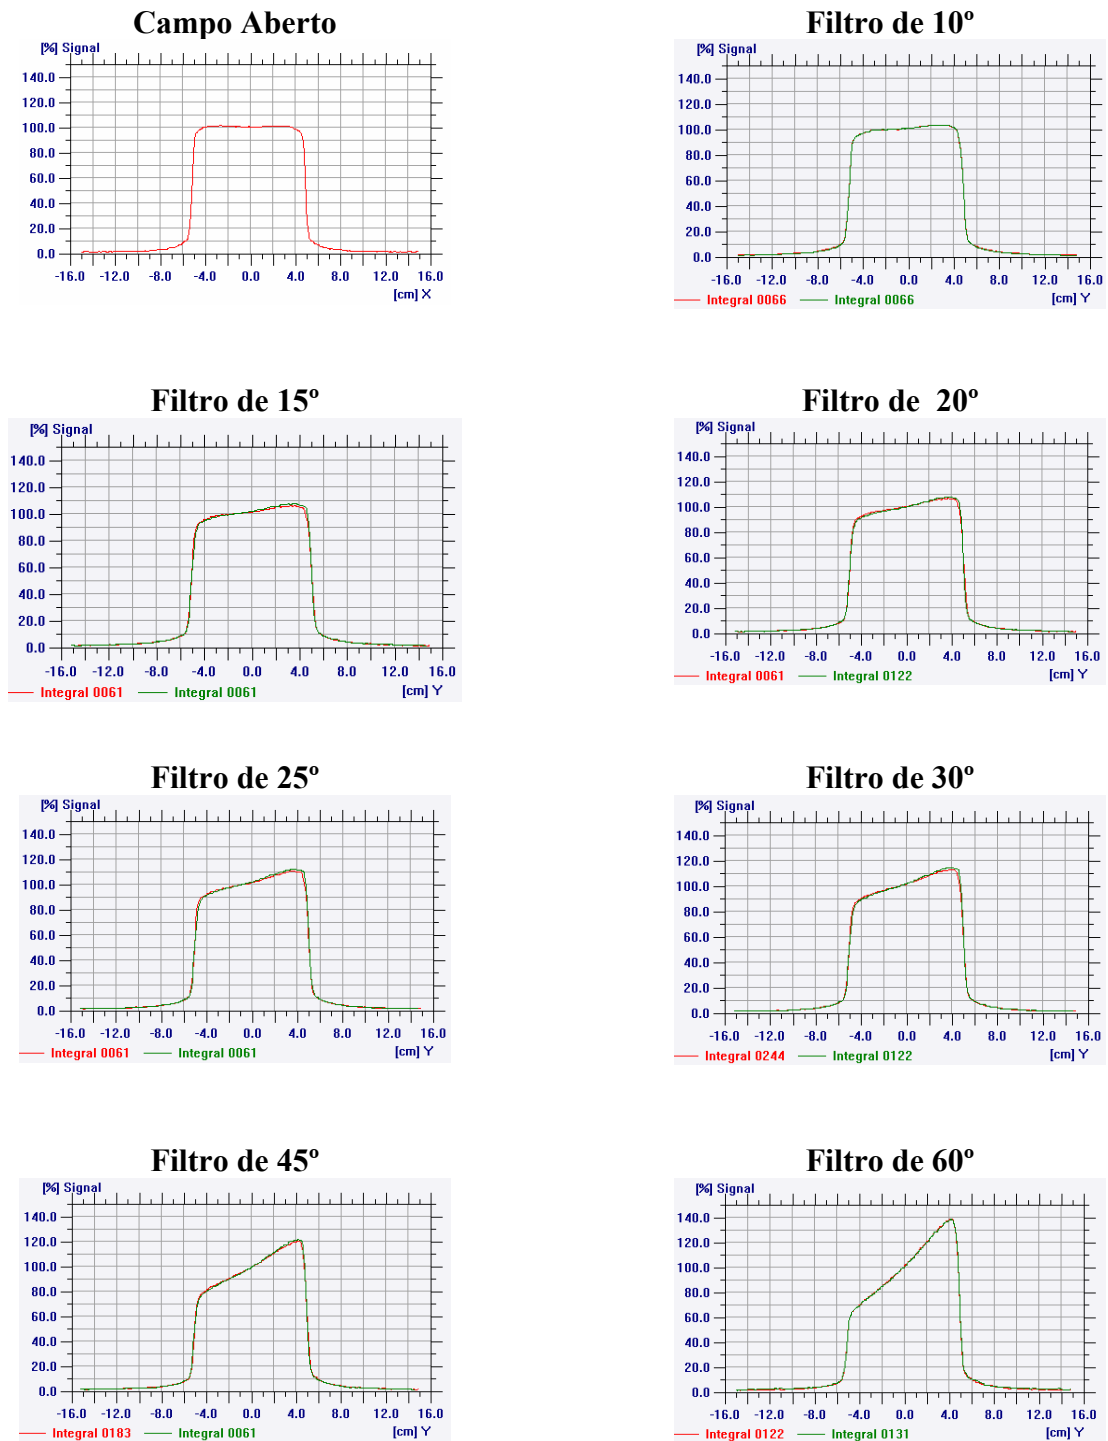 Campo Aberto
[%] Signal
140.0
120.0
100.0
80.0
60.0
40.0
20.0
0.0
-16.0 -12.0 -8.0 -4.0 0.0 4.0 8.0 12.0 16.0
[cm] X
Filtro de 10º
[%] Signal
140.0
120.0
100.0
80.0
60.0
40.0
20.0
0.0
-16.0 -12.0 -8.0 -4.0 0.0 4.0 8.0 12.0 16.0
[cm] Y
Integral 0066 Integral 0066
Filtro de 15º
[%] Signal
140.0
120.0
100.0
80.0
60.0
40.0
20.0
0.0
-16.0 -12.0 -8.0 -4.0 0.0 4.0 8.0 12.0 16.0
[cm] Y
Integral 0061 Integral 0061
Filtro de 20º
[%] Signal
140.0
120.0
100.0
80.0
60.0
40.0
20.0
0.0
-16.0 -12.0 -8.0 -4.0 0.0 4.0 8.0 12.0 16.0
[cm] Y
Integral 0061 Integral 0122
Filtro de 25º
[%] Signal
140.0
120.0
100.0
80.0
60.0
40.0
20.0
0.0
-16.0 -12.0 -8.0 -4.0 0.0 4.0 8.0 12.0 16.0
[cm] Y
Integral 0061 Integral 0061
Filtro de 30º
[%] Signal
140.0
120.0
100.0
80.0
60.0
40.0
20.0
0.0
-16.0 -12.0 -8.0 -4.0 0.0 4.0 8.0 12.0 16.0
[cm] Y
Integral 0244 Integral 0122
Filtro de 45º
[%] Signal
140.0
120.0
100.0
80.0
60.0
40.0
20.0
0.0
-16.0 -12.0 -8.0 -4.0 0.0 4.0 8.0 12.0 16.0
[cm] Y
Integral 0183 Integral 0061
Filtro de 60º
[%] Signal
140.0
120.0
100.0
80.0
60.0
40.0
20.0
0.0
-16.0 -12.0 -8.0 -4.0 0.0 4.0 8.0 12.0 16.0
[cm] Y
Integral 0122 Integral 0131